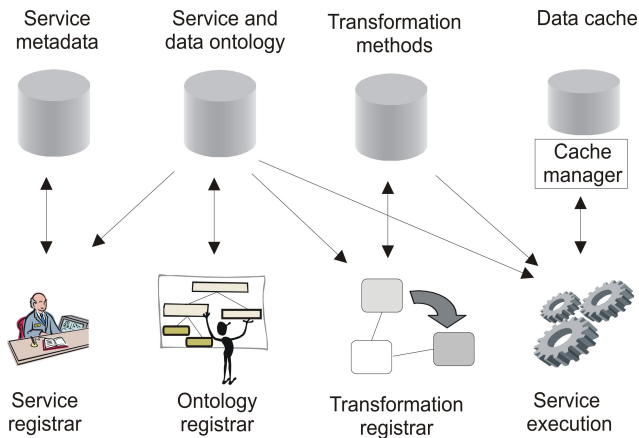 Service
metadata
Service and
data ontology
Transformation
methods
Data cache
Cache
manager
Service
registrar
Ontology
registrar
Transformation
registrar
Service
execution